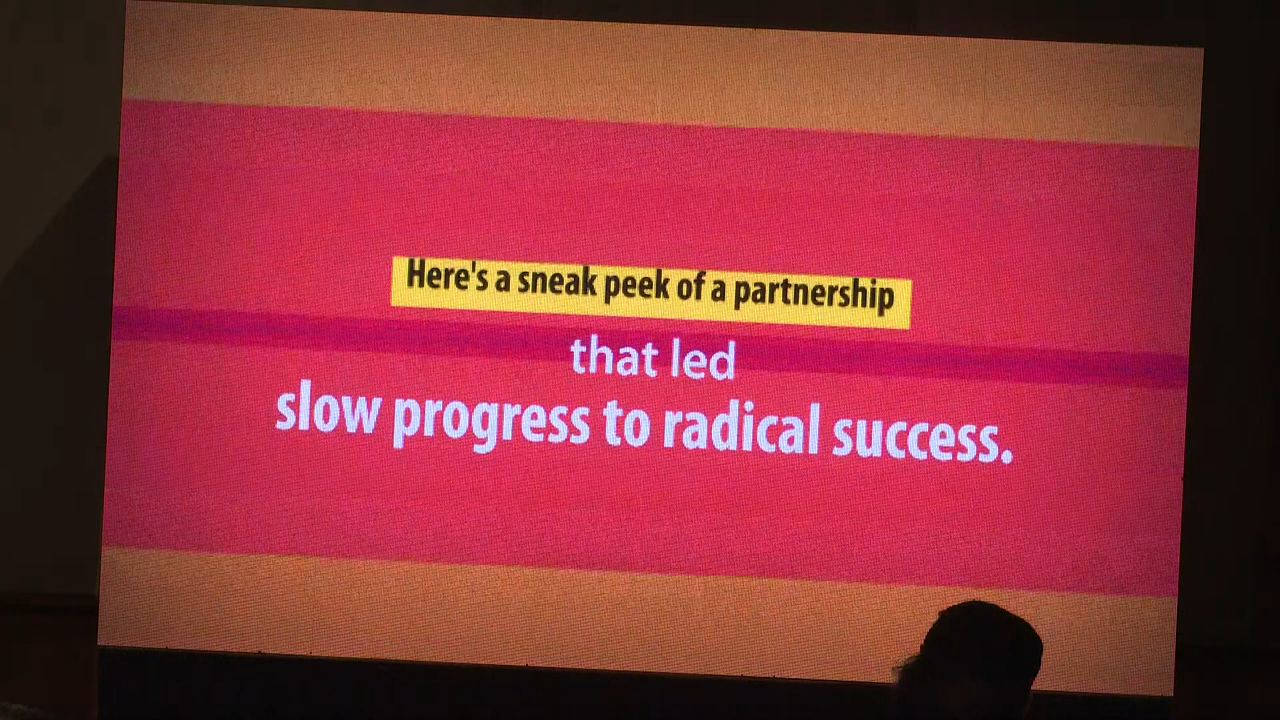 Here's a sneak peek of a partnership
that led
slow progress to radical success.